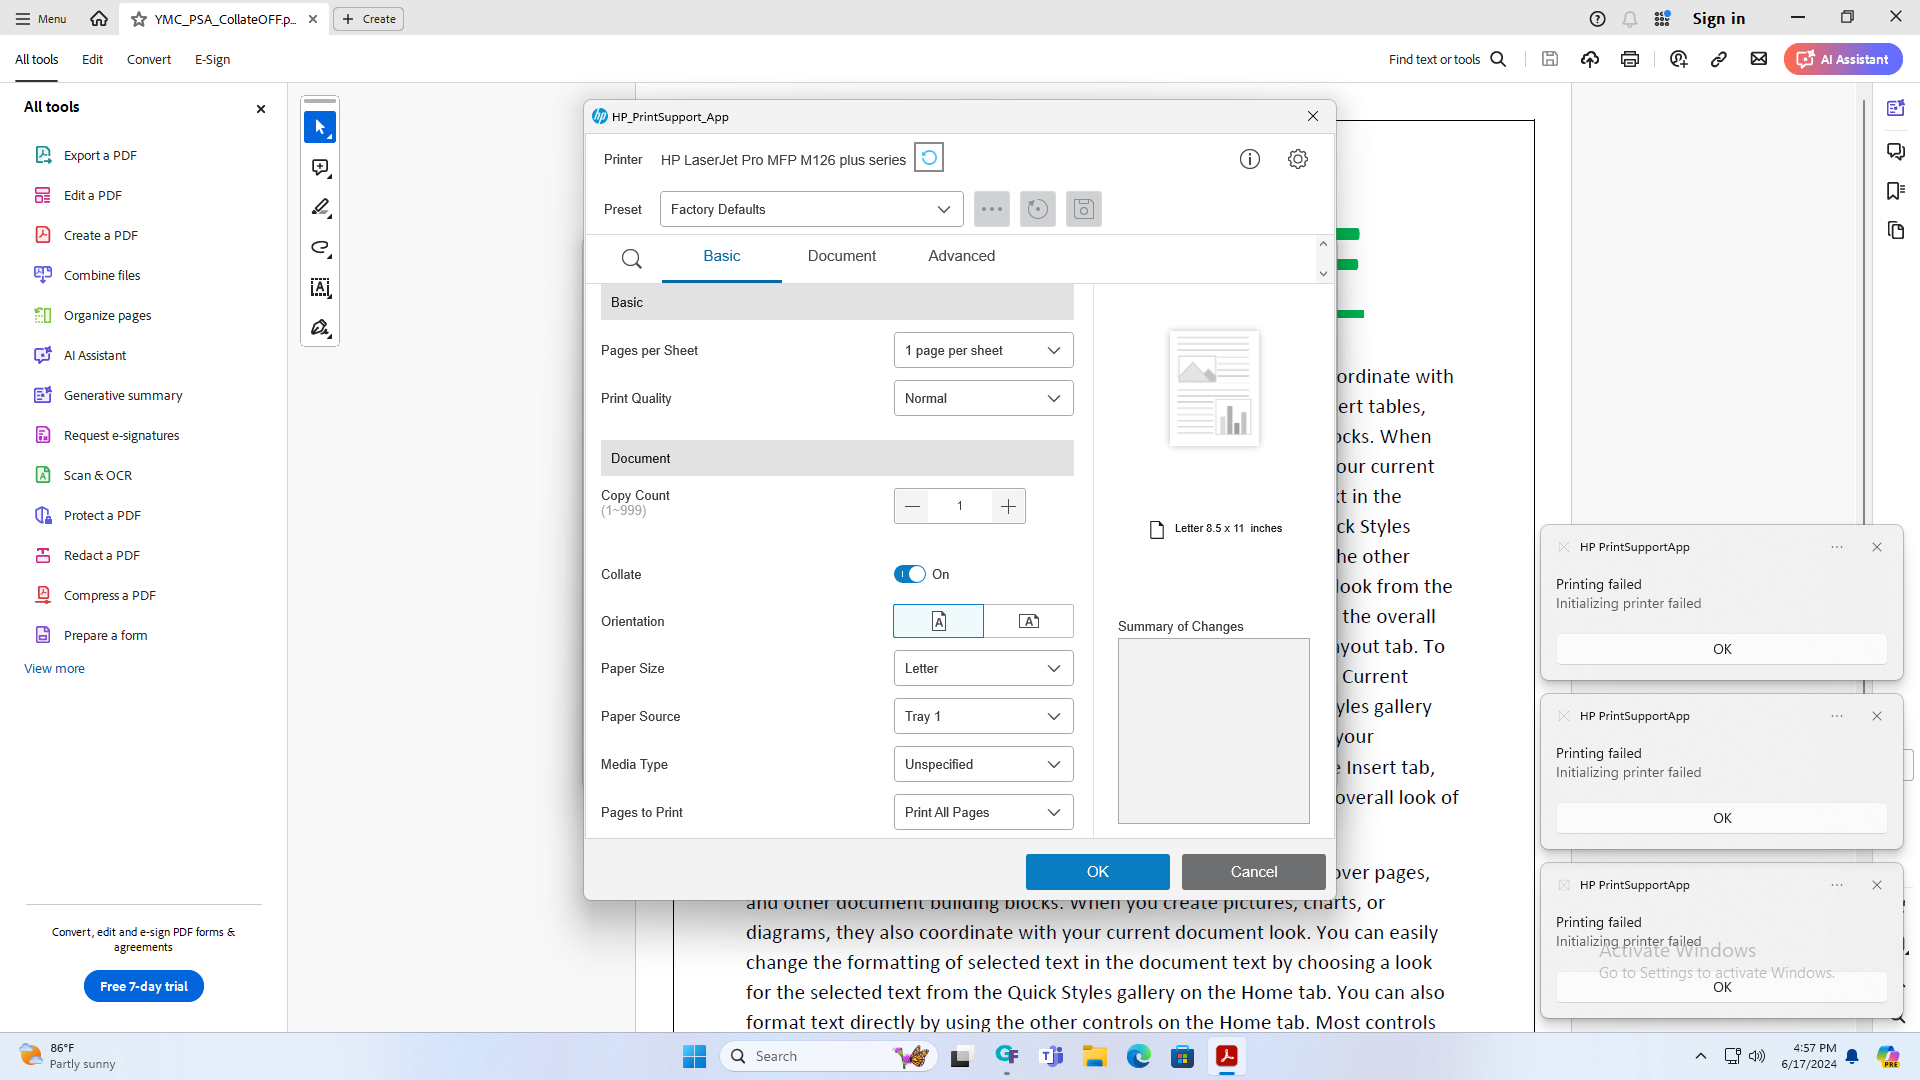 Menu
YMC_PSA_CollateOFF.p...
Create
Sign in
All tools
Edit
Convert
E-Sign
Find text or tools
AI Assistant
All tools
Export a PDF
Edit a PDF
Create a PDF
Combine files
Organize pages
AI Assistant
Generative summary
Request e-signatures
Scan & OCR
Protect a PDF
Redact a PDF
Compress a PDF
Prepare a form
View more
Convert, edit and e-sign PDF forms & agreements
Free 7-day trial
HP_PrintSupport_App
Printer HP LaserJet Pro MFP M126 plus series
Preset Factory Defaults
Basic Document Advanced
Basic
Pages per Sheet 1 page per sheet
Print Quality Normal
Document
Copy Count 1
(1~999)
Collate On
Orientation
Paper Size Letter
Paper Source Tray 1
Media Type Unspecified
Pages to Print Print All Pages
Letter 8.5 x 11 inches
Summary of Changes
OK Cancel
ordinate with
ert tables,
ocks. When
our current
t in the
ck Styles
he other
look from the
the overall
yout tab. To
Current
yles gallery
your
e Insert tab,
overall look of
over pages,
and other document building blocks. When you create pictures, charts, or
diagrams, they also coordinate with your current document look. You can easily
change the formatting of selected text in the document text by choosing a look
for the selected text from the Quick Styles gallery on the Home tab. You can also
format text directly by using the other controls on the Home tab. Most controls
HP PrintSupportApp
Printing failed
Initializing printer failed
OK
HP PrintSupportApp
Printing failed
Initializing printer failed
OK
HP PrintSupportApp
Printing failed
Initializing printer failed
OK
Activate Windows
Go to Settings to activate Windows.
86°F
Partly sunny
Search
4:57 PM
6/17/2024
PRE